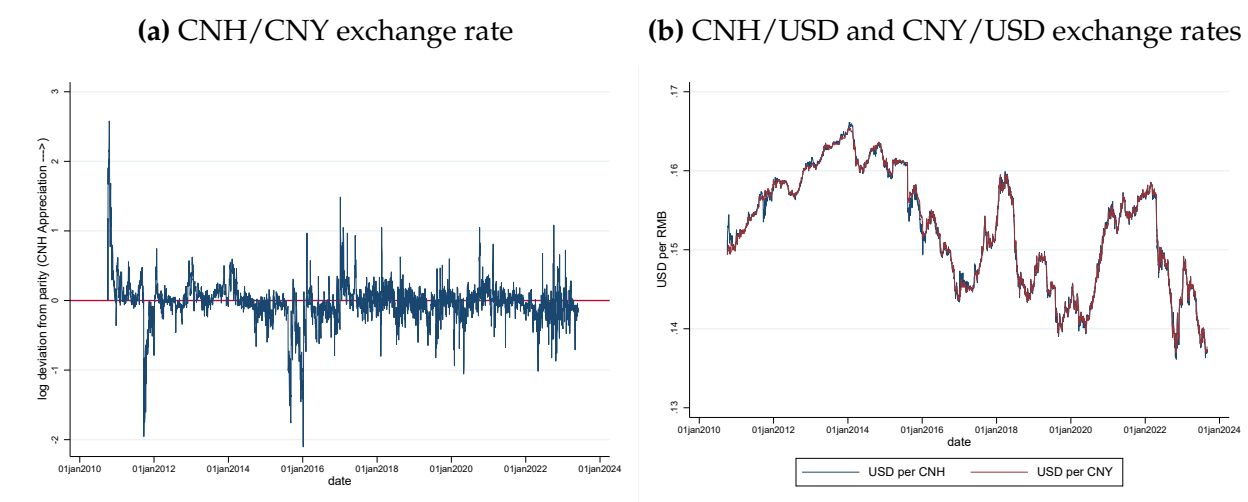 (a) CNH/CNY exchange rate
log deviation from parity (CNH Appreciation --->)
3
2
1
0
-1
-2
01jan2010 01jan2012 01jan2014 01jan2016 01jan2018 01jan2020 01jan2022 01jan2024
date
(b) CNH/USD and CNY/USD exchange rates
USD per RMB
.17
.16
.15
.14
.13
01jan2010 01jan2012 01jan2014 01jan2016 01jan2018 01jan2020 01jan2022 01jan2024
date
USD per CNH USD per CNY